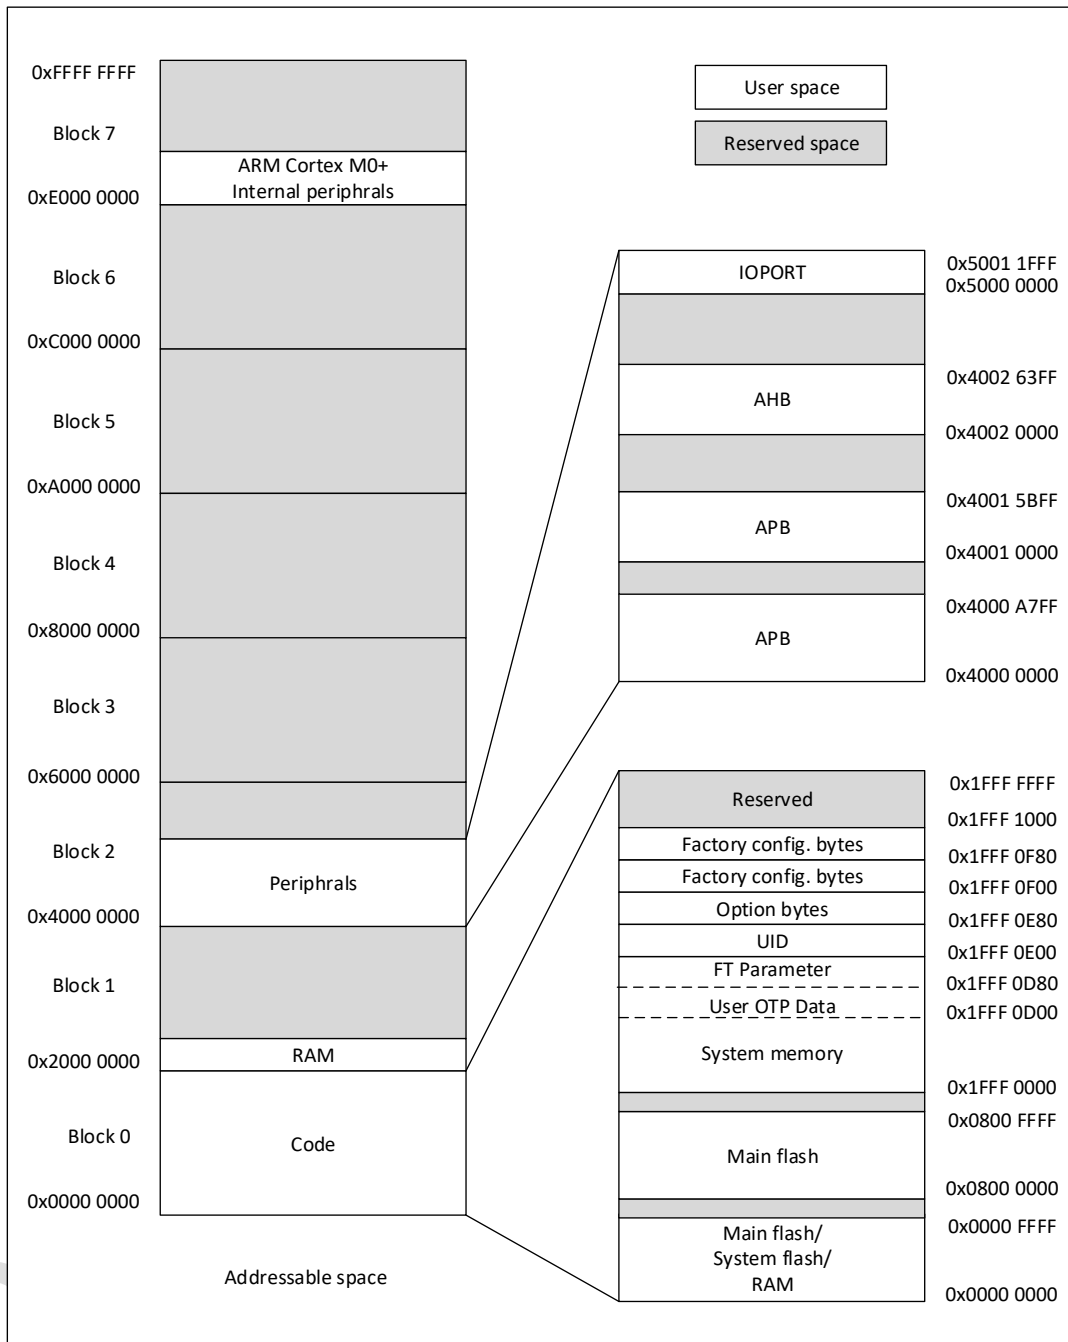 0xFFFF FFFF
Block 7
ARM Cortex M0+
Internal periphrals
0xE000 0000
Block 6
0xC000 0000
Block 5
0xA000 0000
Block 4
0x8000 0000
Block 3
0x6000 0000
Block 2
Periphrals
0x4000 0000
Block 1
RAM
0x2000 0000
Block 0
Code
0x0000 0000
Addressable space
User space
Reserved space
IOPORT
0x5001 1FFF
0x5000 0000
0x4002 63FF
AHB
0x4002 0000
0x4001 5BFF
APB
0x4001 0000
0x4000 A7FF
APB
0x4000 0000
0x1FFF FFFF
Reserved
0x1FFF 1000
Factory config. bytes
0x1FFF 0F80
Factory config. bytes
0x1FFF 0F00
Option bytes
0x1FFF 0E80
UID
0x1FFF 0E00
FT Parameter
0x1FFF 0D80
User OTP Data
0x1FFF 0D00
System memory
0x1FFF 0000
0x0800 FFFF
Main flash
0x0800 0000
0x0000 FFFF
Main flash/
System flash/
RAM
0x0000 0000